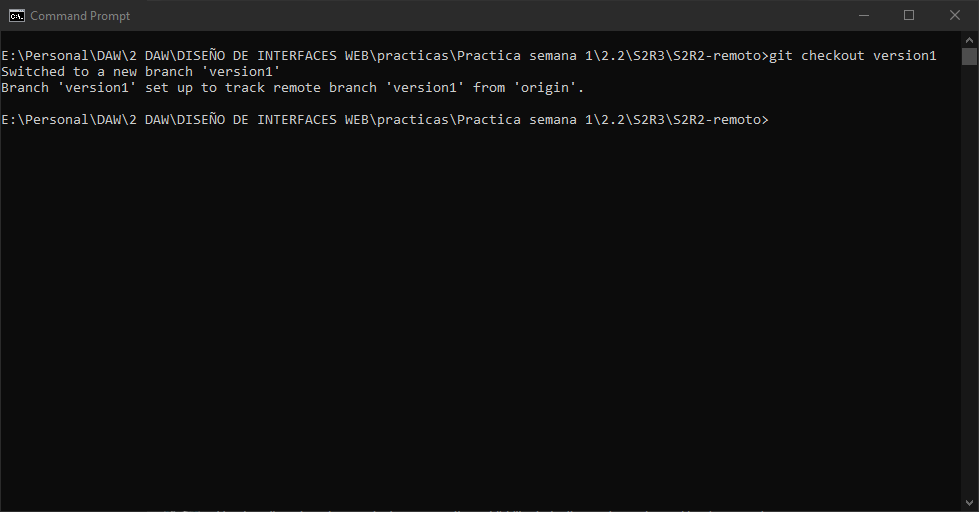 Command Prompt
E:\Personal\DAW\2 DAW\DISEÑO DE INTERFACES WEB\practicas\Practica semana 1\2.2\S2R3\S2R2-remoto>git checkout version1
Switched to a new branch 'version1'
Branch 'version1' set up to track remote branch 'version1' from 'origin'.
E:\Personal\DAW\2 DAW\DISEÑO DE INTERFACES WEB\practicas\Practica semana 1\2.2\S2R3\S2R2-remoto>